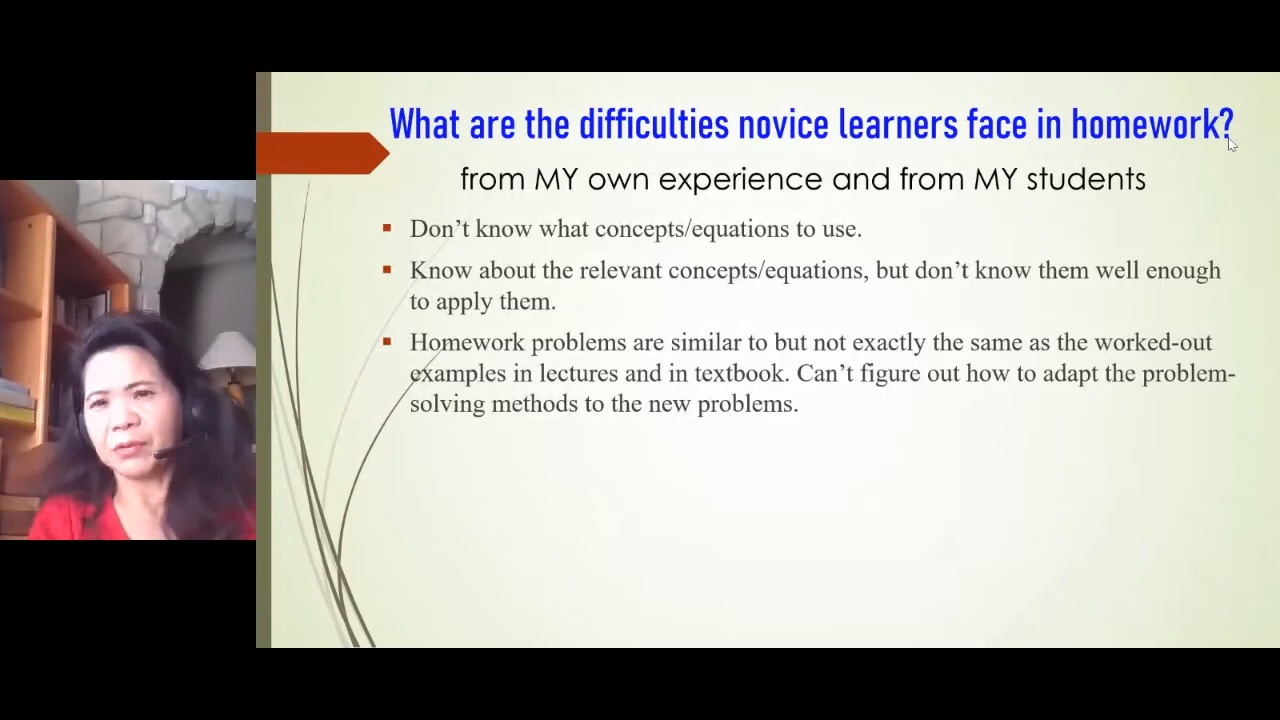 What are the difficulties novice learners face in homework?
from MY own experience and from MY students
Don’t know what concepts/equations to use.
Know about the relevant concepts/equations, but don’t know them well enough
to apply them.
Homework problems are similar to but not exactly the same as the worked-out
examples in lectures and in textbook. Can’t figure out how to adapt the problem-
solving methods to the new problems.